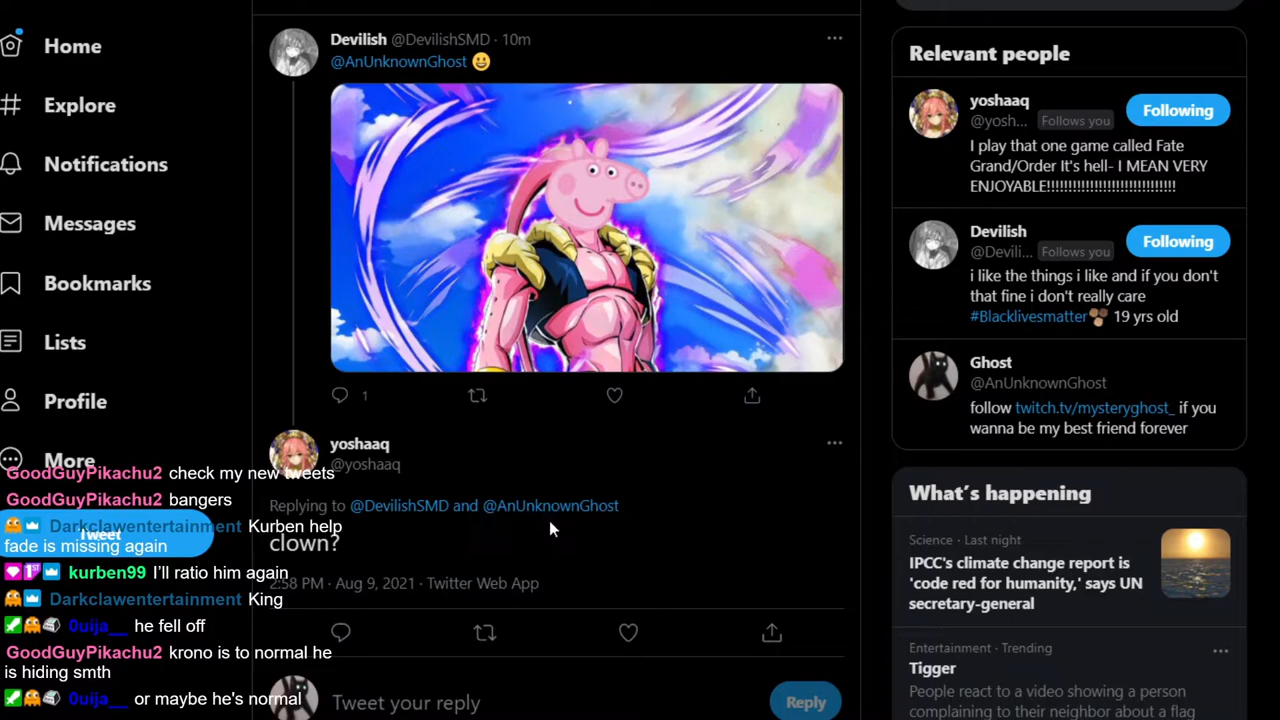 Home
Explore
Notifications
Messages
Bookmarks
Lists
Profile
More
Tweet
Devilish @DevilishSMD · 10m
@AnUnknownGhost 😀
1
yoshaaq
@yoshaaq
Replying to @DevilishSMD and @AnUnknownGhost
clown?
2:58 PM · Aug 9, 2021 · Twitter Web App
Tweet your reply
Reply
GoodGuyPikachu2 check my new tweets
GoodGuyPikachu2 bangers
Darkclawentertainment Kurben help
fade is missing again
kurben99 I'll ratio him again
Darkclawentertainment King
0uija__ he fell off
GoodGuyPikachu2 krono is to normal he
is hiding smth
0uija__ or maybe he's normal
Relevant people
yoshaaq
@yosh... Follows you
Following
I play that one game called Fate
Grand/Order It's hell- I MEAN VERY
ENJOYABLE!!!!!!!!!!!!!!!!!!!!!!!!!!!!!!
Devilish
@Devili... Follows you
Following
i like the things i like and if you don't
that fine i don't really care
#Blacklivesmatter 19 yrs old
Ghost
@AnUnknownGhost
follow twitch.tv/mysteryghost_ if you
wanna be my best friend forever
What's happening
Science · Last night
IPCC's climate change report is
'code red for humanity,' says UN
secretary-general
Entertainment · Trending
Tigger
People react to a video showing a person
complaining to their neighbor about a flag